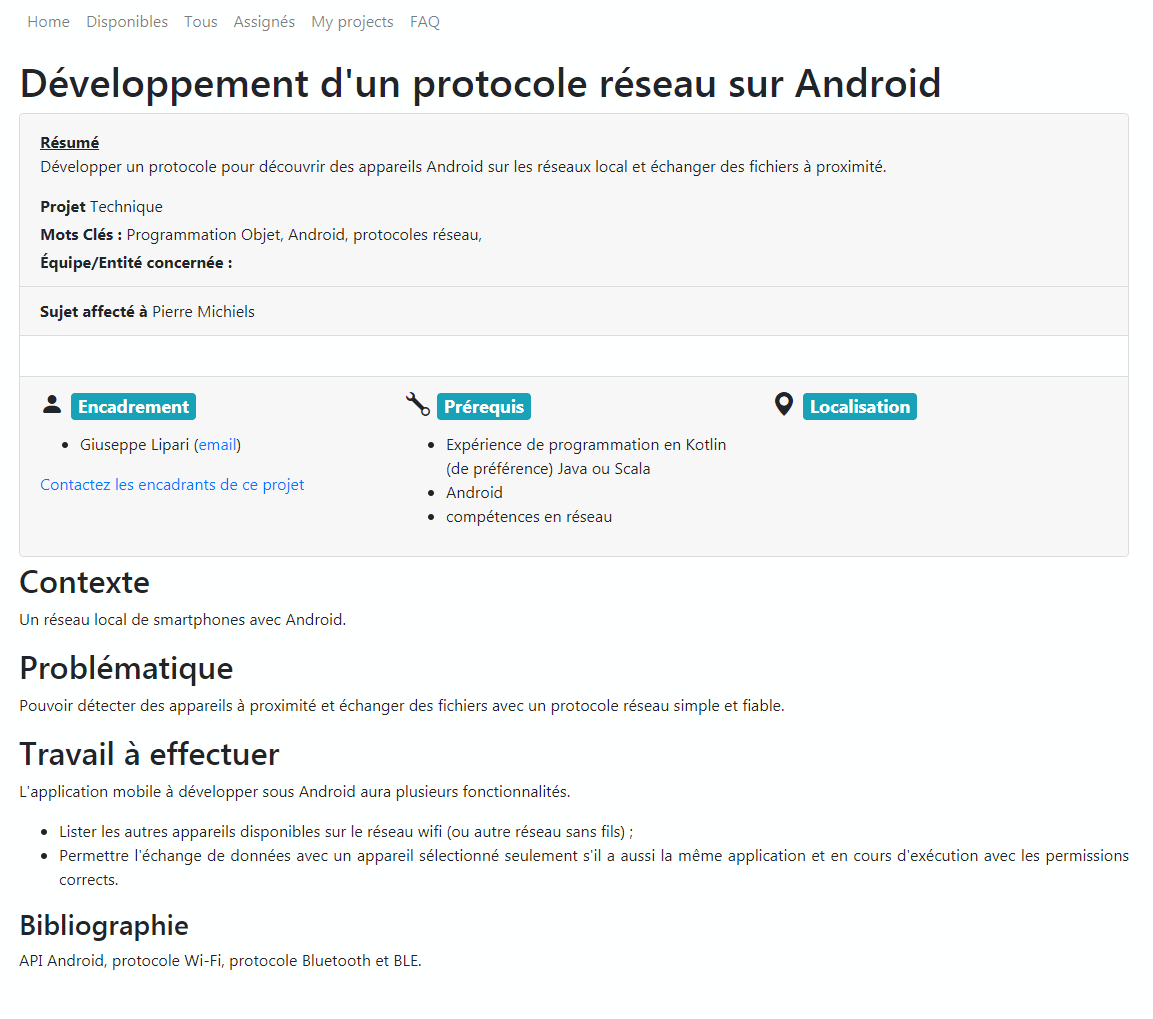 Home Disponibles Tous Assignés My projects FAQ
Développement d'un protocole réseau sur Android
Résumé
Développer un protocole pour découvrir des appareils Android sur les réseaux local et échanger des fichiers à proximité.
Projet Technique
Mots Clés : Programmation Objet, Android, protocoles réseau,
Équipe/Entité concernée :
Sujet affecté à Pierre Michiels
Encadrement
Giuseppe Lipari (email)
Contactez les encadrants de ce projet
Prérequis
Expérience de programmation en Kotlin
(de préférence) Java ou Scala
Android
compétences en réseau
Localisation
Contexte
Un réseau local de smartphones avec Android.
Problématique
Pouvoir détecter des appareils à proximité et échanger des fichiers avec un protocole réseau simple et fiable.
Travail à effectuer
L'application mobile à développer sous Android aura plusieurs fonctionnalités.
Lister les autres appareils disponibles sur le réseau wifi (ou autre réseau sans fils) ;
Permettre l'échange de données avec un appareil sélectionné seulement s'il a aussi la même application et en cours d'exécution avec les permissions
corrects.
Bibliographie
API Android, protocole Wi-Fi, protocole Bluetooth et BLE.